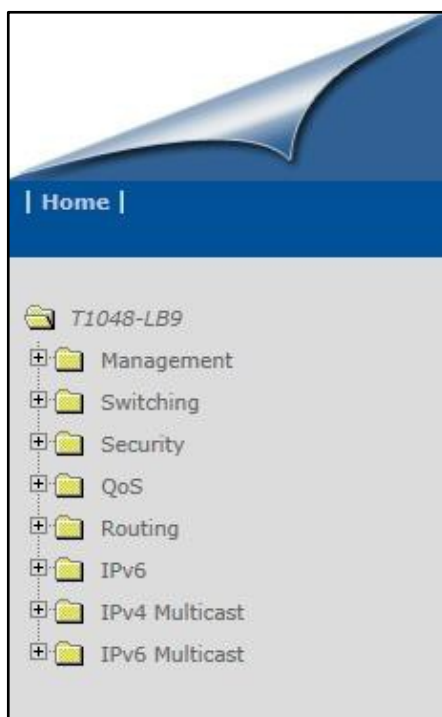 | Home |
T1048-LB9
Management
Switching
Security
QoS
Routing
IPv6
IPv4 Multicast
IPv6 Multicast